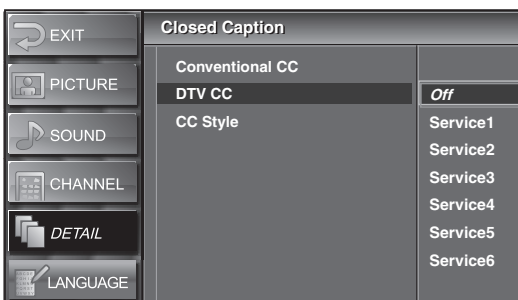 EXIT
PICTURE
SOUND
CHANNEL
DETAIL
LANGUAGE
Closed Caption
Conventional CC
DTV CC
CC Style
Off
Service1
Service2
Service3
Service4
Service5
Service6